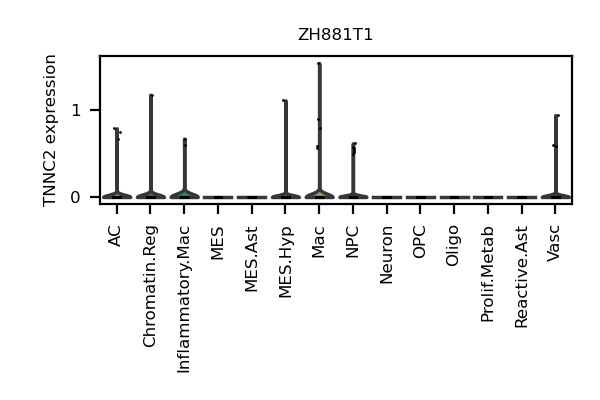 ZH881T1
TNNC2 expression
1
0
AC
Chromatin.Reg
Inflammatory.Mac
MES
MES.Ast
MES.Hyp
Mac
NPC
Neuron
OPC
Oligo
Prolif.Metab
Reactive.Ast
Vasc